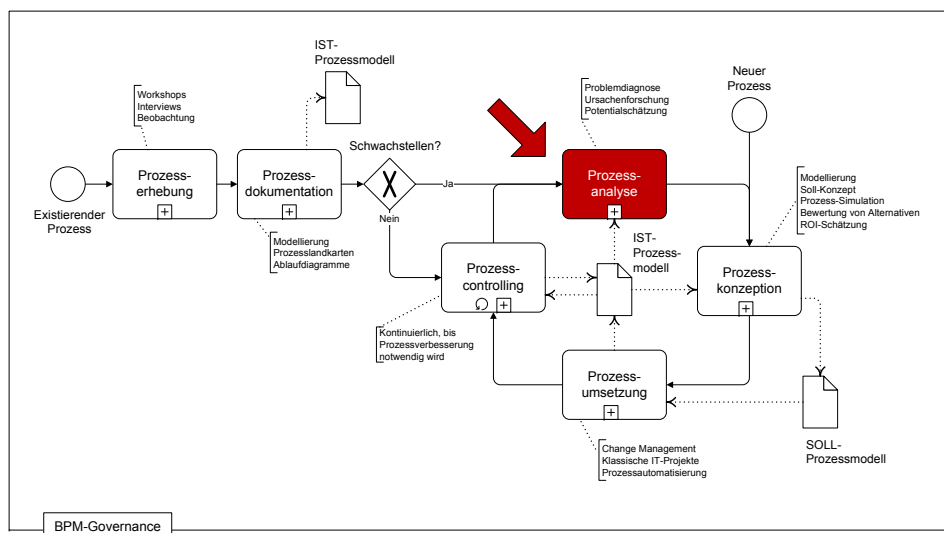 IST-
Prozessmodell
Workshops
Interviews
Beobachtung
Problemdiagnose
Ursachenforschung
Potentialschätzung
Neuer
Prozess
Existierender
Prozess
Prozess-
erhebung
Prozess-
dokumentation
Schwachstellen?
Ja
Nein
Prozess-
analyse
Modellierung
Prozesslandkarten
Ablaufdiagramme
Modellierung
Soll-Konzept
Prozess-Simulation
Bewertung von Alternativen
ROI-Schätzung
Prozess-
controlling
IST-
Prozess-
modell
Prozess-
konzeption
Kontinuierlich, bis
Prozessverbesserung
notwendig wird
Prozess-
umsetzung
SOLL-
Prozessmodell
Change Management
Klassische IT-Projekte
Prozessautomatisierung
BPM-Governance